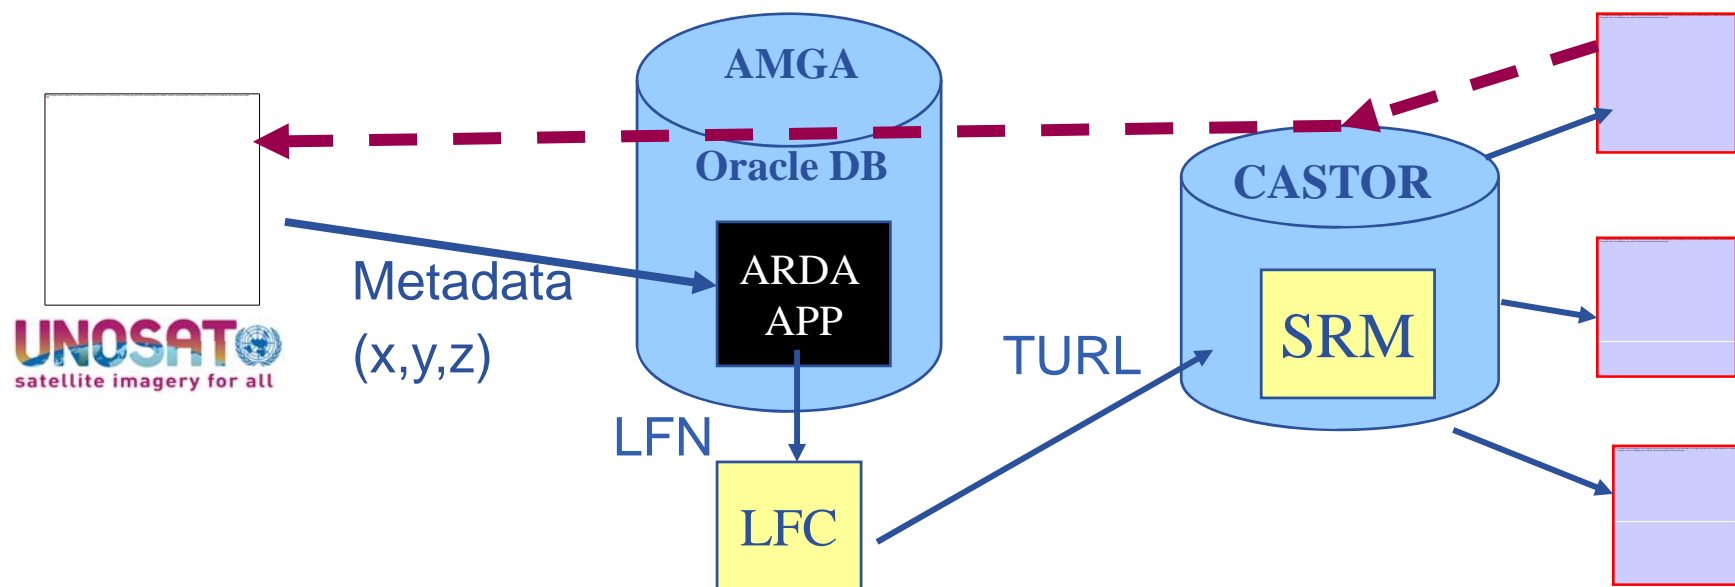 AMGA
Oracle DB
ARDA
APP
CASTOR
SRM
Metadata
(x,y,z)
TURL
LFN
LFC
UNOSAT
satellite imagery for all